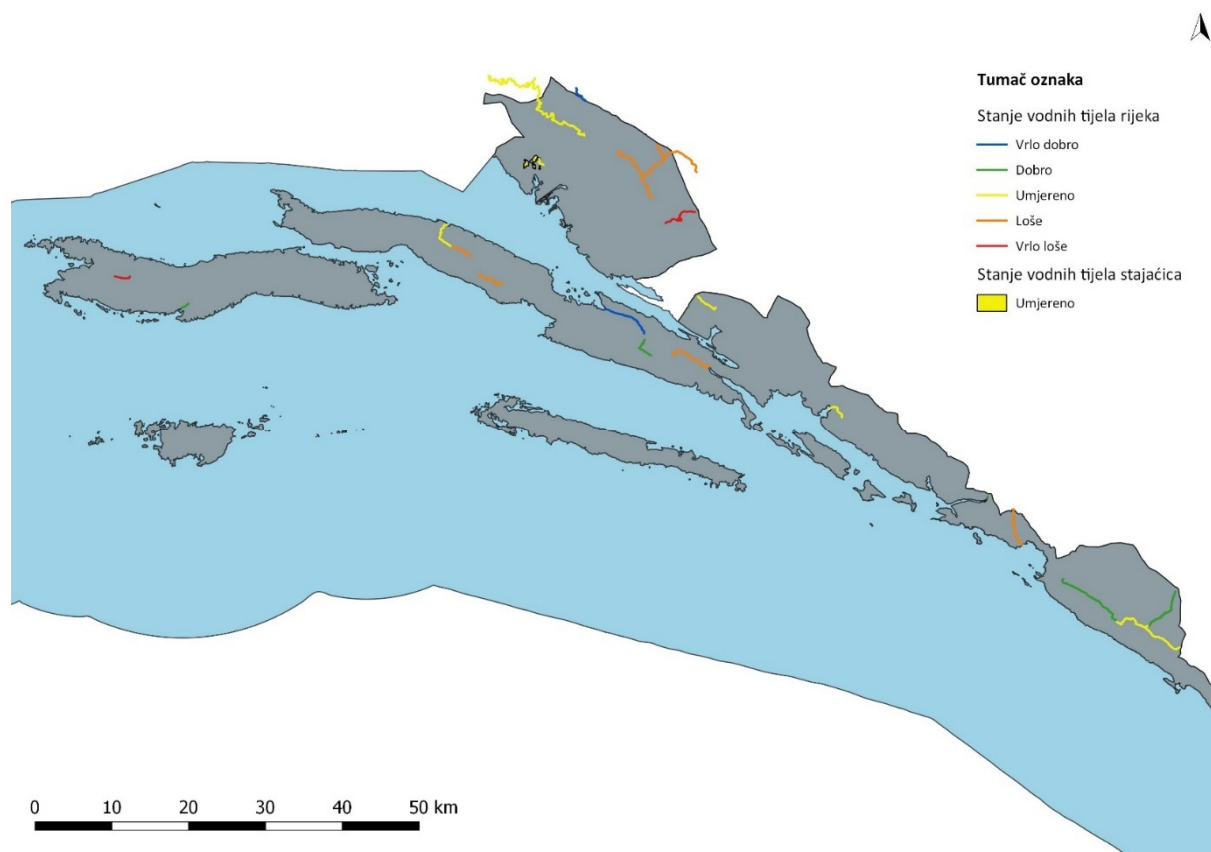 Tumač oznaka
Stanje vodnih tijela rijeka
Vrlo dobro
Dobro
Umjereno
Loše
Vrlo loše
Stanje vodnih tijela stajaćica
Umjereno
0 10 20 30 40 50 km